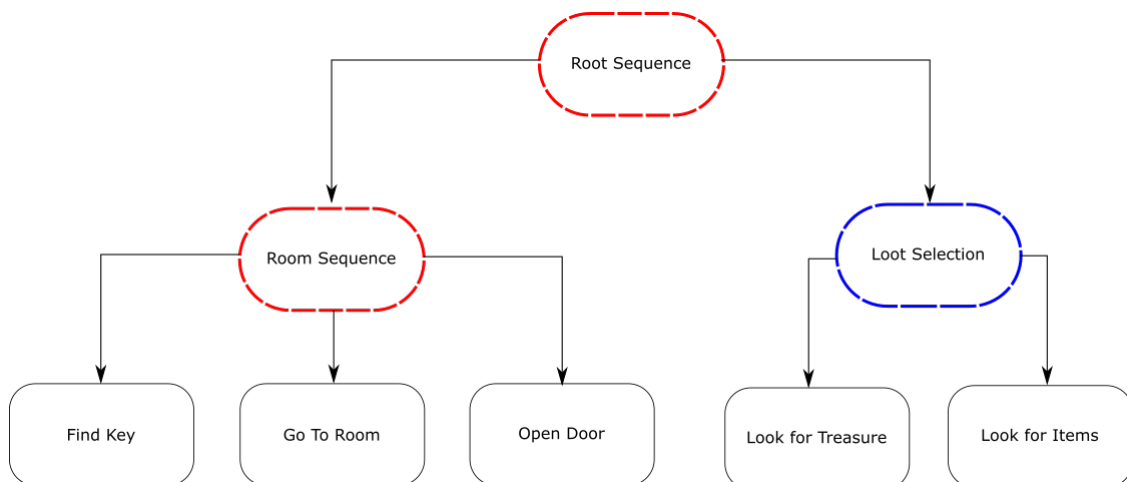 Root Sequence
Room Sequence
Loot Selection
Find Key
Go To Room
Open Door
Look for Treasure
Look for Items